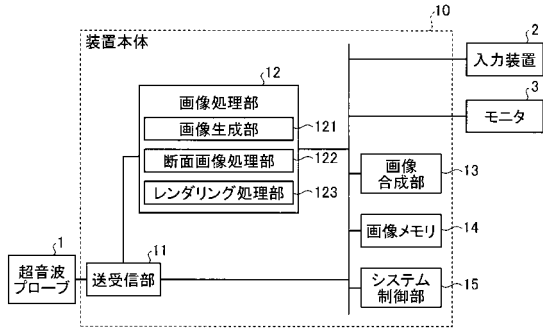 10
装置本体
2
入力装置
12
画像処理部
3
モニタ
画像生成部
121
断面画像処理部
122
画像
合成部
13
レンダリング処理部
123
画像メモリ
14
1
超音波
プローブ
11
送受信部
システム
制御部
15